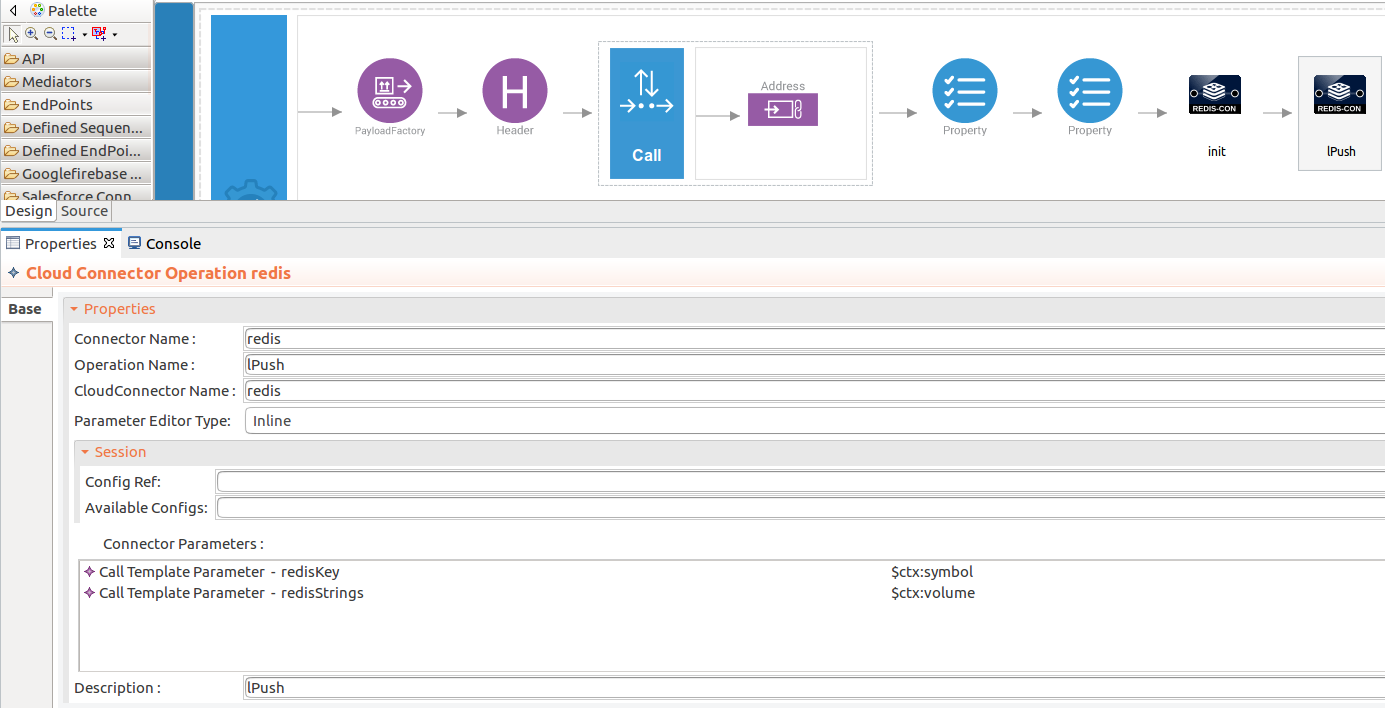 Palette
API
Mediators
EndPoints
Defined Sequen...
Defined EndPoi...
Googlefirebase ...
Salesforce Conn
PayloadFactory
H
Header
Call
Address
Property
Property
REDIS-CON
init
REDIS-CON
lPush
Design Source
Properties Console
Cloud Connector Operation redis
Base
Properties
Connector Name : redis
Operation Name : lPush
CloudConnector Name : redis
Parameter Editor Type: Inline
Session
Config Ref:
Available Configs:
Connector Parameters :
Call Template Parameter - redisKey $ctx:symbol
Call Template Parameter - redisStrings $ctx:volume
Description : lPush